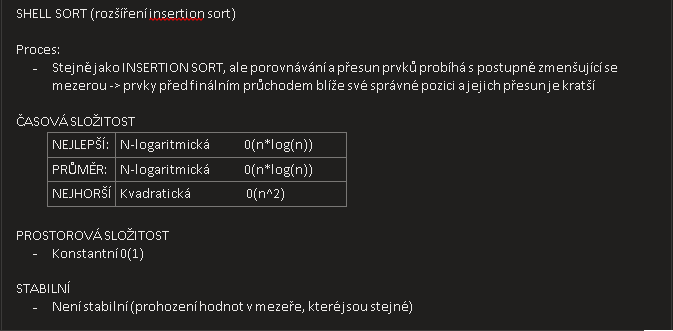 SHELL SORT (rozšíření insertion sort)
Proces:
- Stejně jako INSERTION SORT, ale porovnávání a přesun prvků probíhá s postupně zmenšující se
mezerou -> prvky před finálním průchodem blíže své správné pozici a jejich přesun je kratší
ČASOVÁ SLOŽITOST
NEJLEPŠÍ: N-logaritmická 0(n*log(n))
PRŮMĚR: N-logaritmická 0(n*log(n))
NEJHORŠÍ Kvadratická 0(n^2)
PROSTOROVÁ SLOŽITOST
- Konstantní 0(1)
STABILNÍ
- Není stabilní (prohození hodnot v mezeře, které jsou stejné)